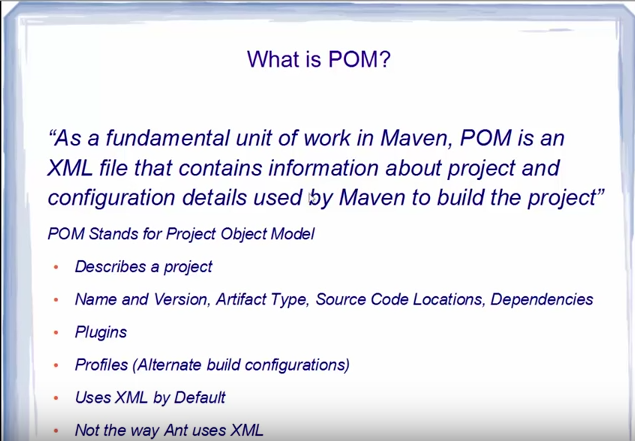 What is POM?
“As a fundamental unit of work in Maven, POM is an
XML file that contains information about project and
configuration details used by Maven to build the project”
POM Stands for Project Object Model
• Describes a project
• Name and Version, Artifact Type, Source Code Locations, Dependencies
• Plugins
• Profiles (Alternate build configurations)
• Uses XML by Default
• Not the way Ant uses XML